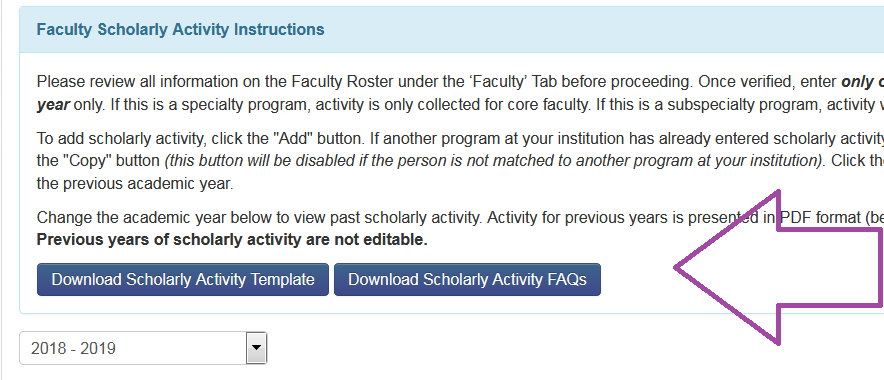 Faculty Scholarly Activity Instructions
Please review all information on the Faculty Roster under the ‘Faculty’ Tab before proceeding. Once verified, enter only
year only. If this is a specialty program, activity is only collected for core faculty. If this is a subspecialty program, activity
To add scholarly activity, click the "Add" button. If another program at your institution has already entered scholarly activity
the "Copy" button (this button will be disabled if the person is not matched to another program at your institution). Click
the previous academic year.
Change the academic year below to view past scholarly activity. Activity for previous years is presented in PDF format
Previous years of scholarly activity are not editable.
Download Scholarly Activity Template Download Scholarly Activity FAQs
2018 - 2019